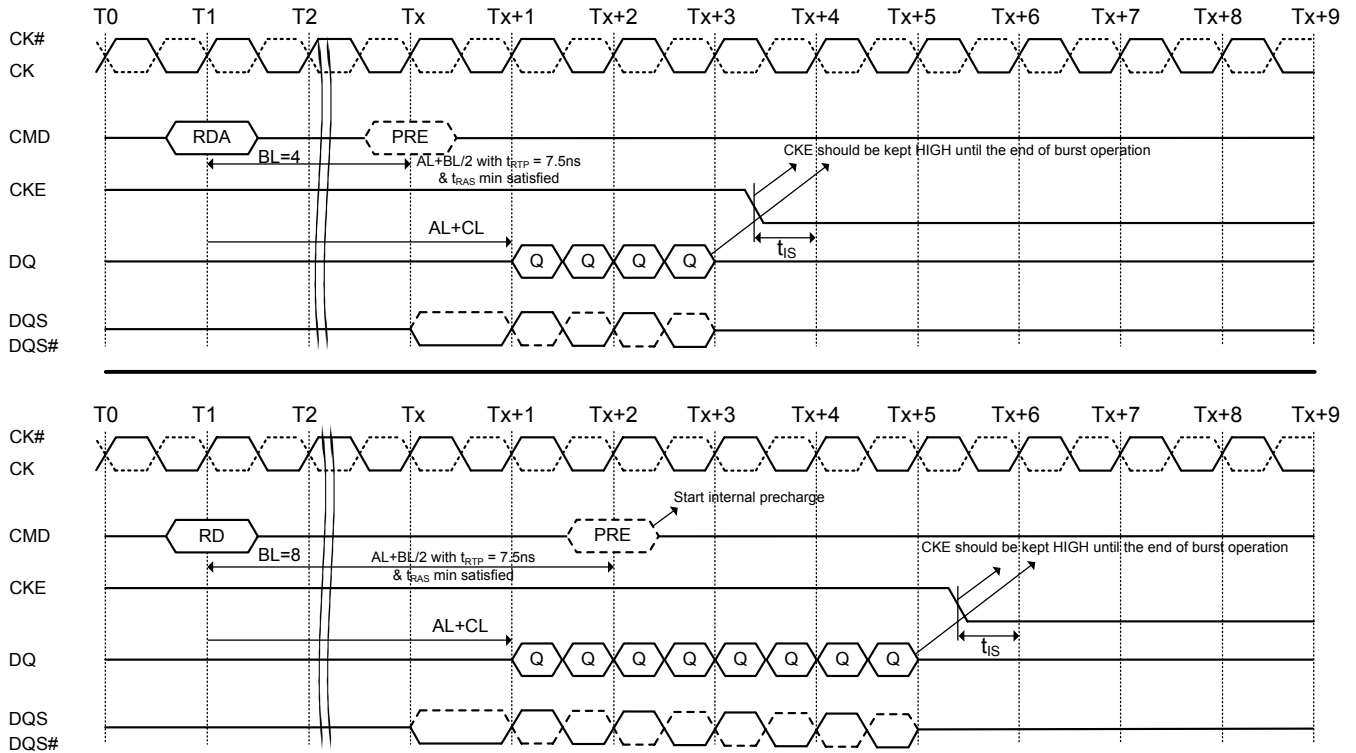 T0 T1 T2 Tx Tx+1 Tx+2 Tx+3 Tx+4 Tx+5 Tx+6 Tx+7 Tx+8 Tx+9
CK#
CK
CMD RDA PRE
BL=4 AL+BL/2 with tRTP = 7.5ns
& tRAS min satisfied
CKE should be kept HIGH until the end of burst operation
CKE
AL+CL
tIS
DQ Q Q Q Q
DQS
DQS#
T0 T1 T2 Tx Tx+1 Tx+2 Tx+3 Tx+4 Tx+5 Tx+6 Tx+7 Tx+8 Tx+9
CK#
CK
Start internal precharge
CMD RD PRE
BL=8 AL+BL/2 with tRTP = 7.5ns
& tRAS min satisfied
CKE should be kept HIGH until the end of burst operation
CKE
AL+CL
tIS
DQ Q Q Q Q Q Q Q Q
DQS
DQS#